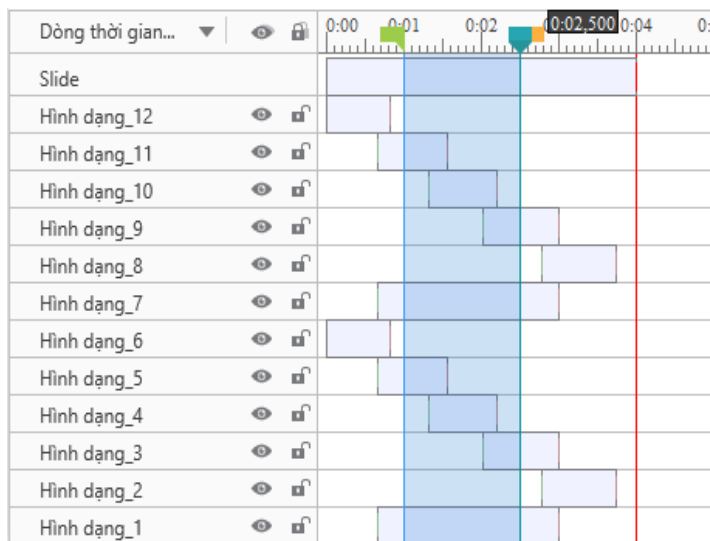 Dòng thời gian... 0:00 0:01 0:02 0:02,500 0:04 0:
Slide
Hình dạng_12
Hình dạng_11
Hình dạng_10
Hình dạng_9
Hình dạng_8
Hình dạng_7
Hình dạng_6
Hình dạng_5
Hình dạng_4
Hình dạng_3
Hình dạng_2
Hình dạng_1